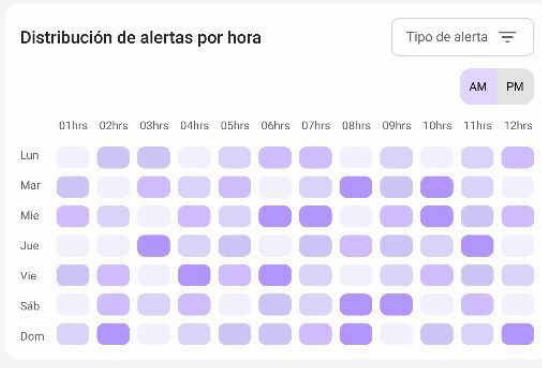 Distribución de alertas por hora
Tipo de alerta
AM PM
01hrs 02hrs 03hrs 04hrs 05hrs 06hrs 07hrs 08hrs 09hrs 10hrs 11hrs 12hrs
Lun
Mar
Mie
Jue
Vie
Sáb
Dom